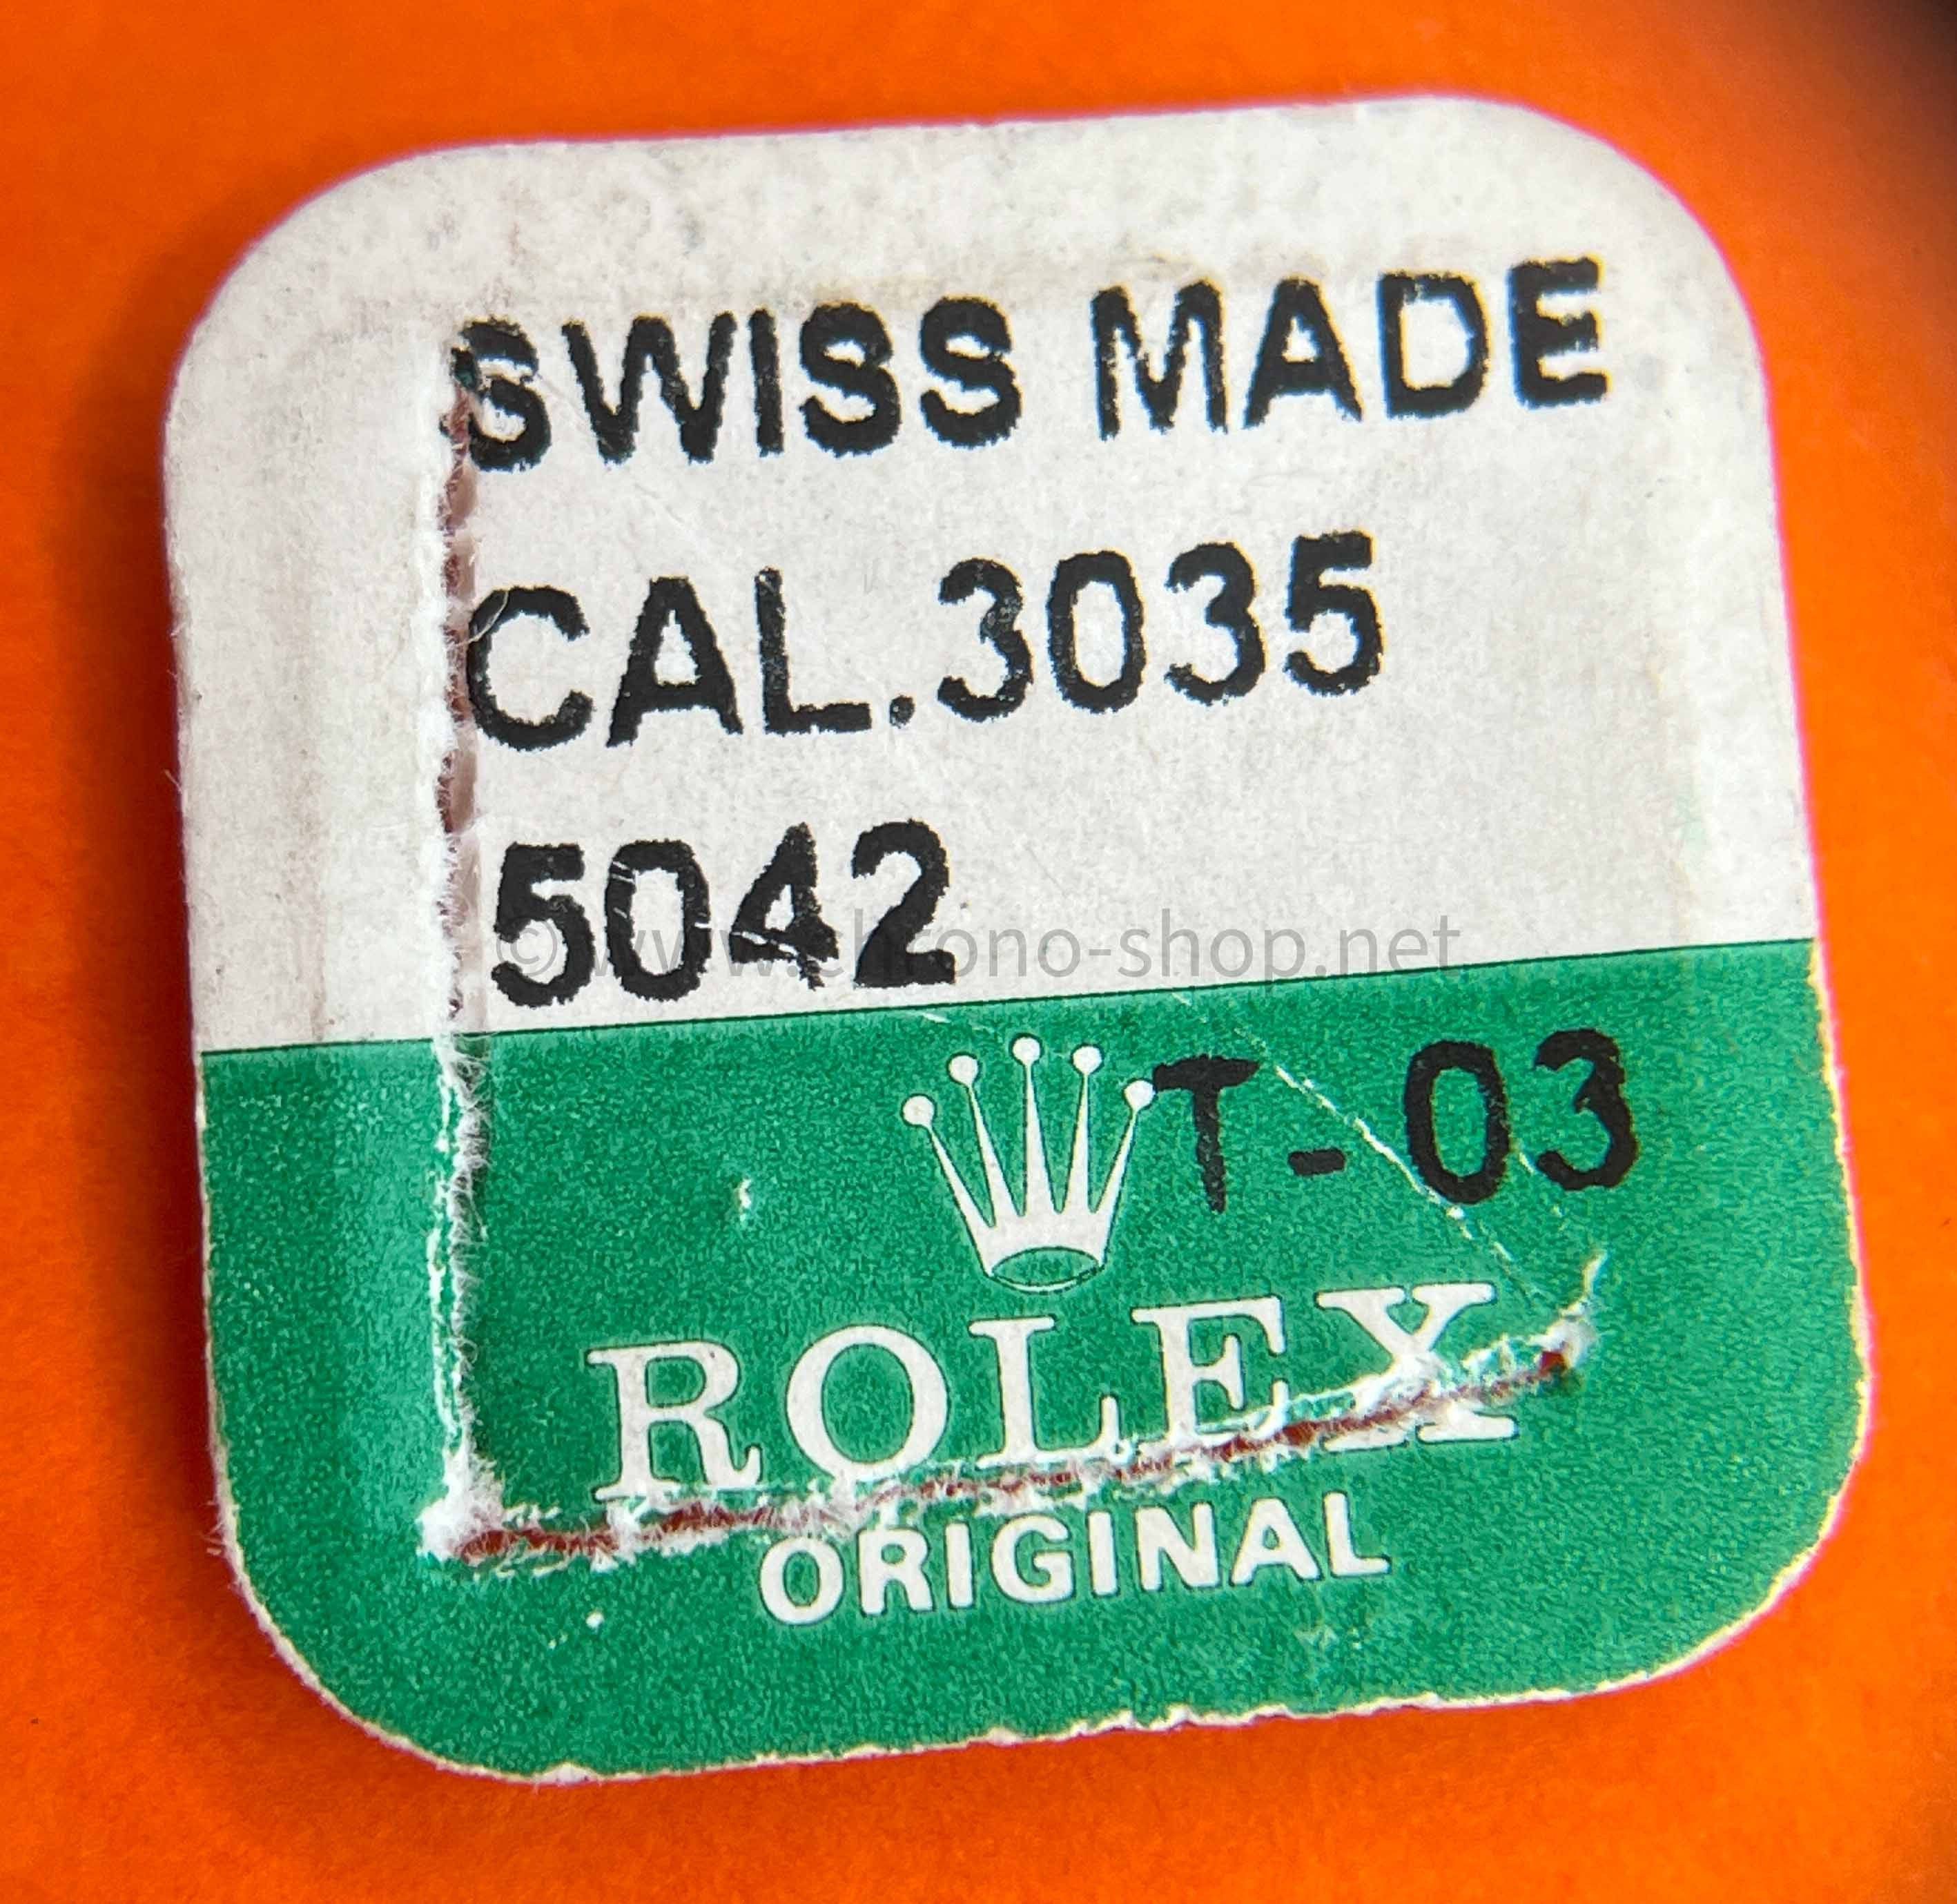 SWISS MADE
CAL.3035
5042
© www.chrono-shop.net
T-03
ROLEX
ORIGINAL